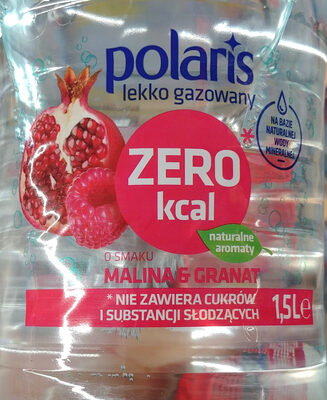 polaris
lekko gazowany
NA BAZIE
NATURALNEJ
WODY
MINERALNEJ
*
ZERO
kcal
naturalne
aromaty
O SMAKU
MALINA & GRANAT
* NIE ZAWIERA CUKRÓW
I SUBSTANCJI SŁODZĄCYCH
1,5L℮